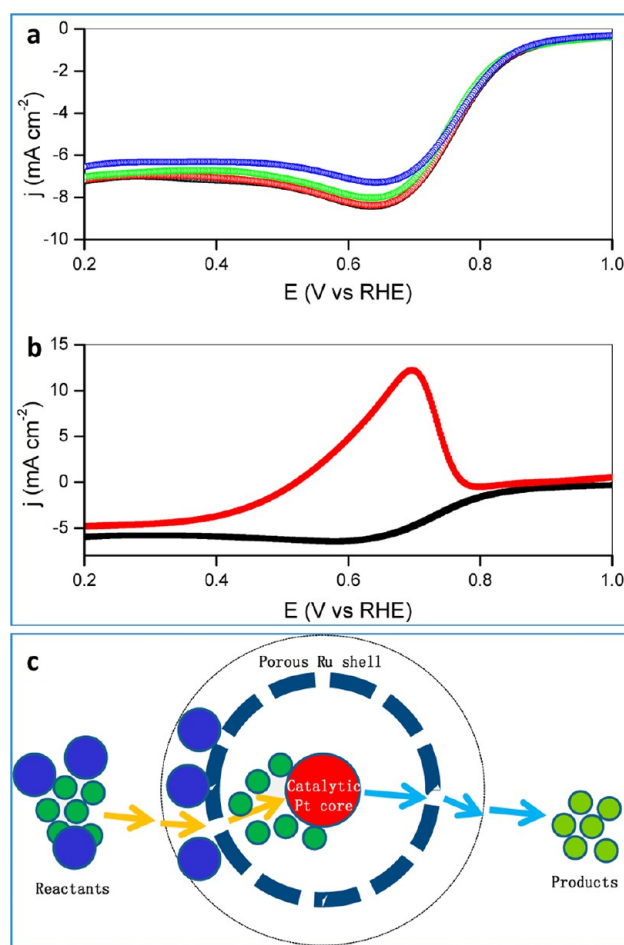 a
j (mA cm⁻²)
0
-2
-4
-6
-8
-10
0.2 0.4 0.6 0.8 1.0
E (V vs RHE)
b
j (mA cm⁻²)
15
10
5
0
-5
0.2 0.4 0.6 0.8 1.0
E (V vs RHE)
c
Porous Ru shell
Catalytic
Pt core
Reactants
Products